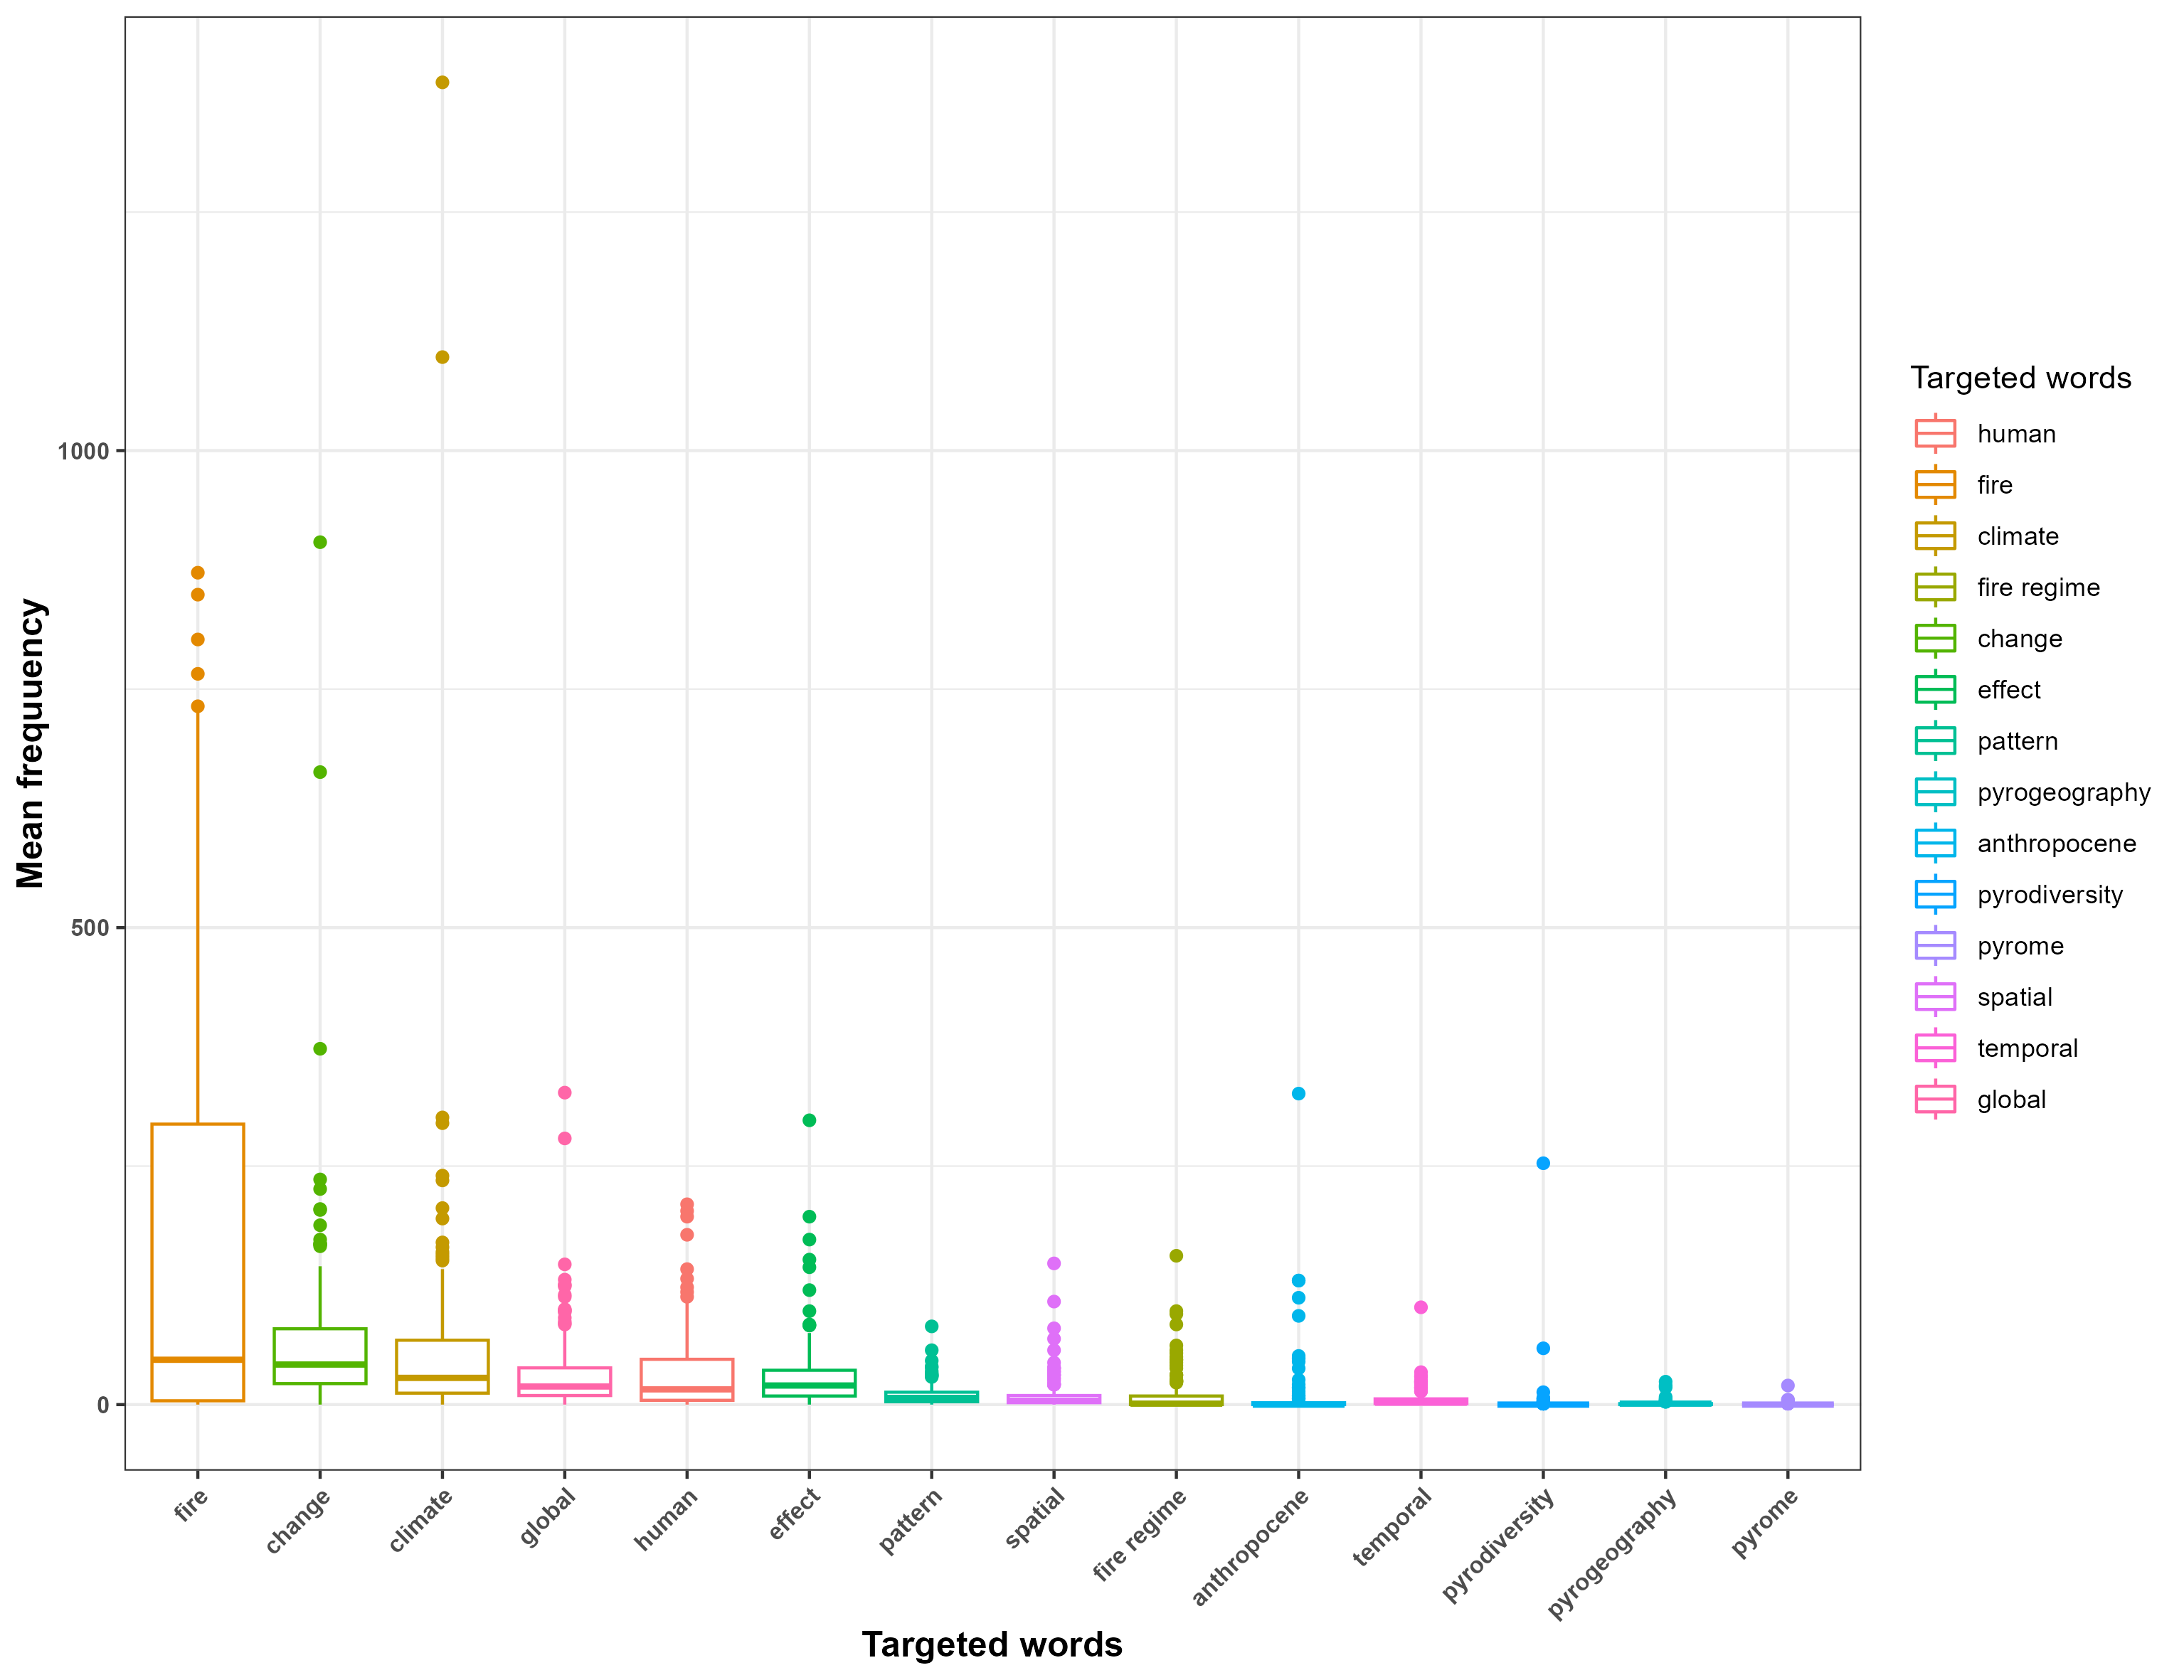 1000
500
0
Mean frequuency
fire
change
climate
global
human
effect
pattern
spatial
fire regime
anthropocene
temporal
pyrodiversity
pyrogeography
pyrome
Targeted words
Targeted words
human
fire
climate
fire regime
change
effect
pattern
pyrogeography
anthropocene
pyrodiversity
pyrome
spatial
temporal
global